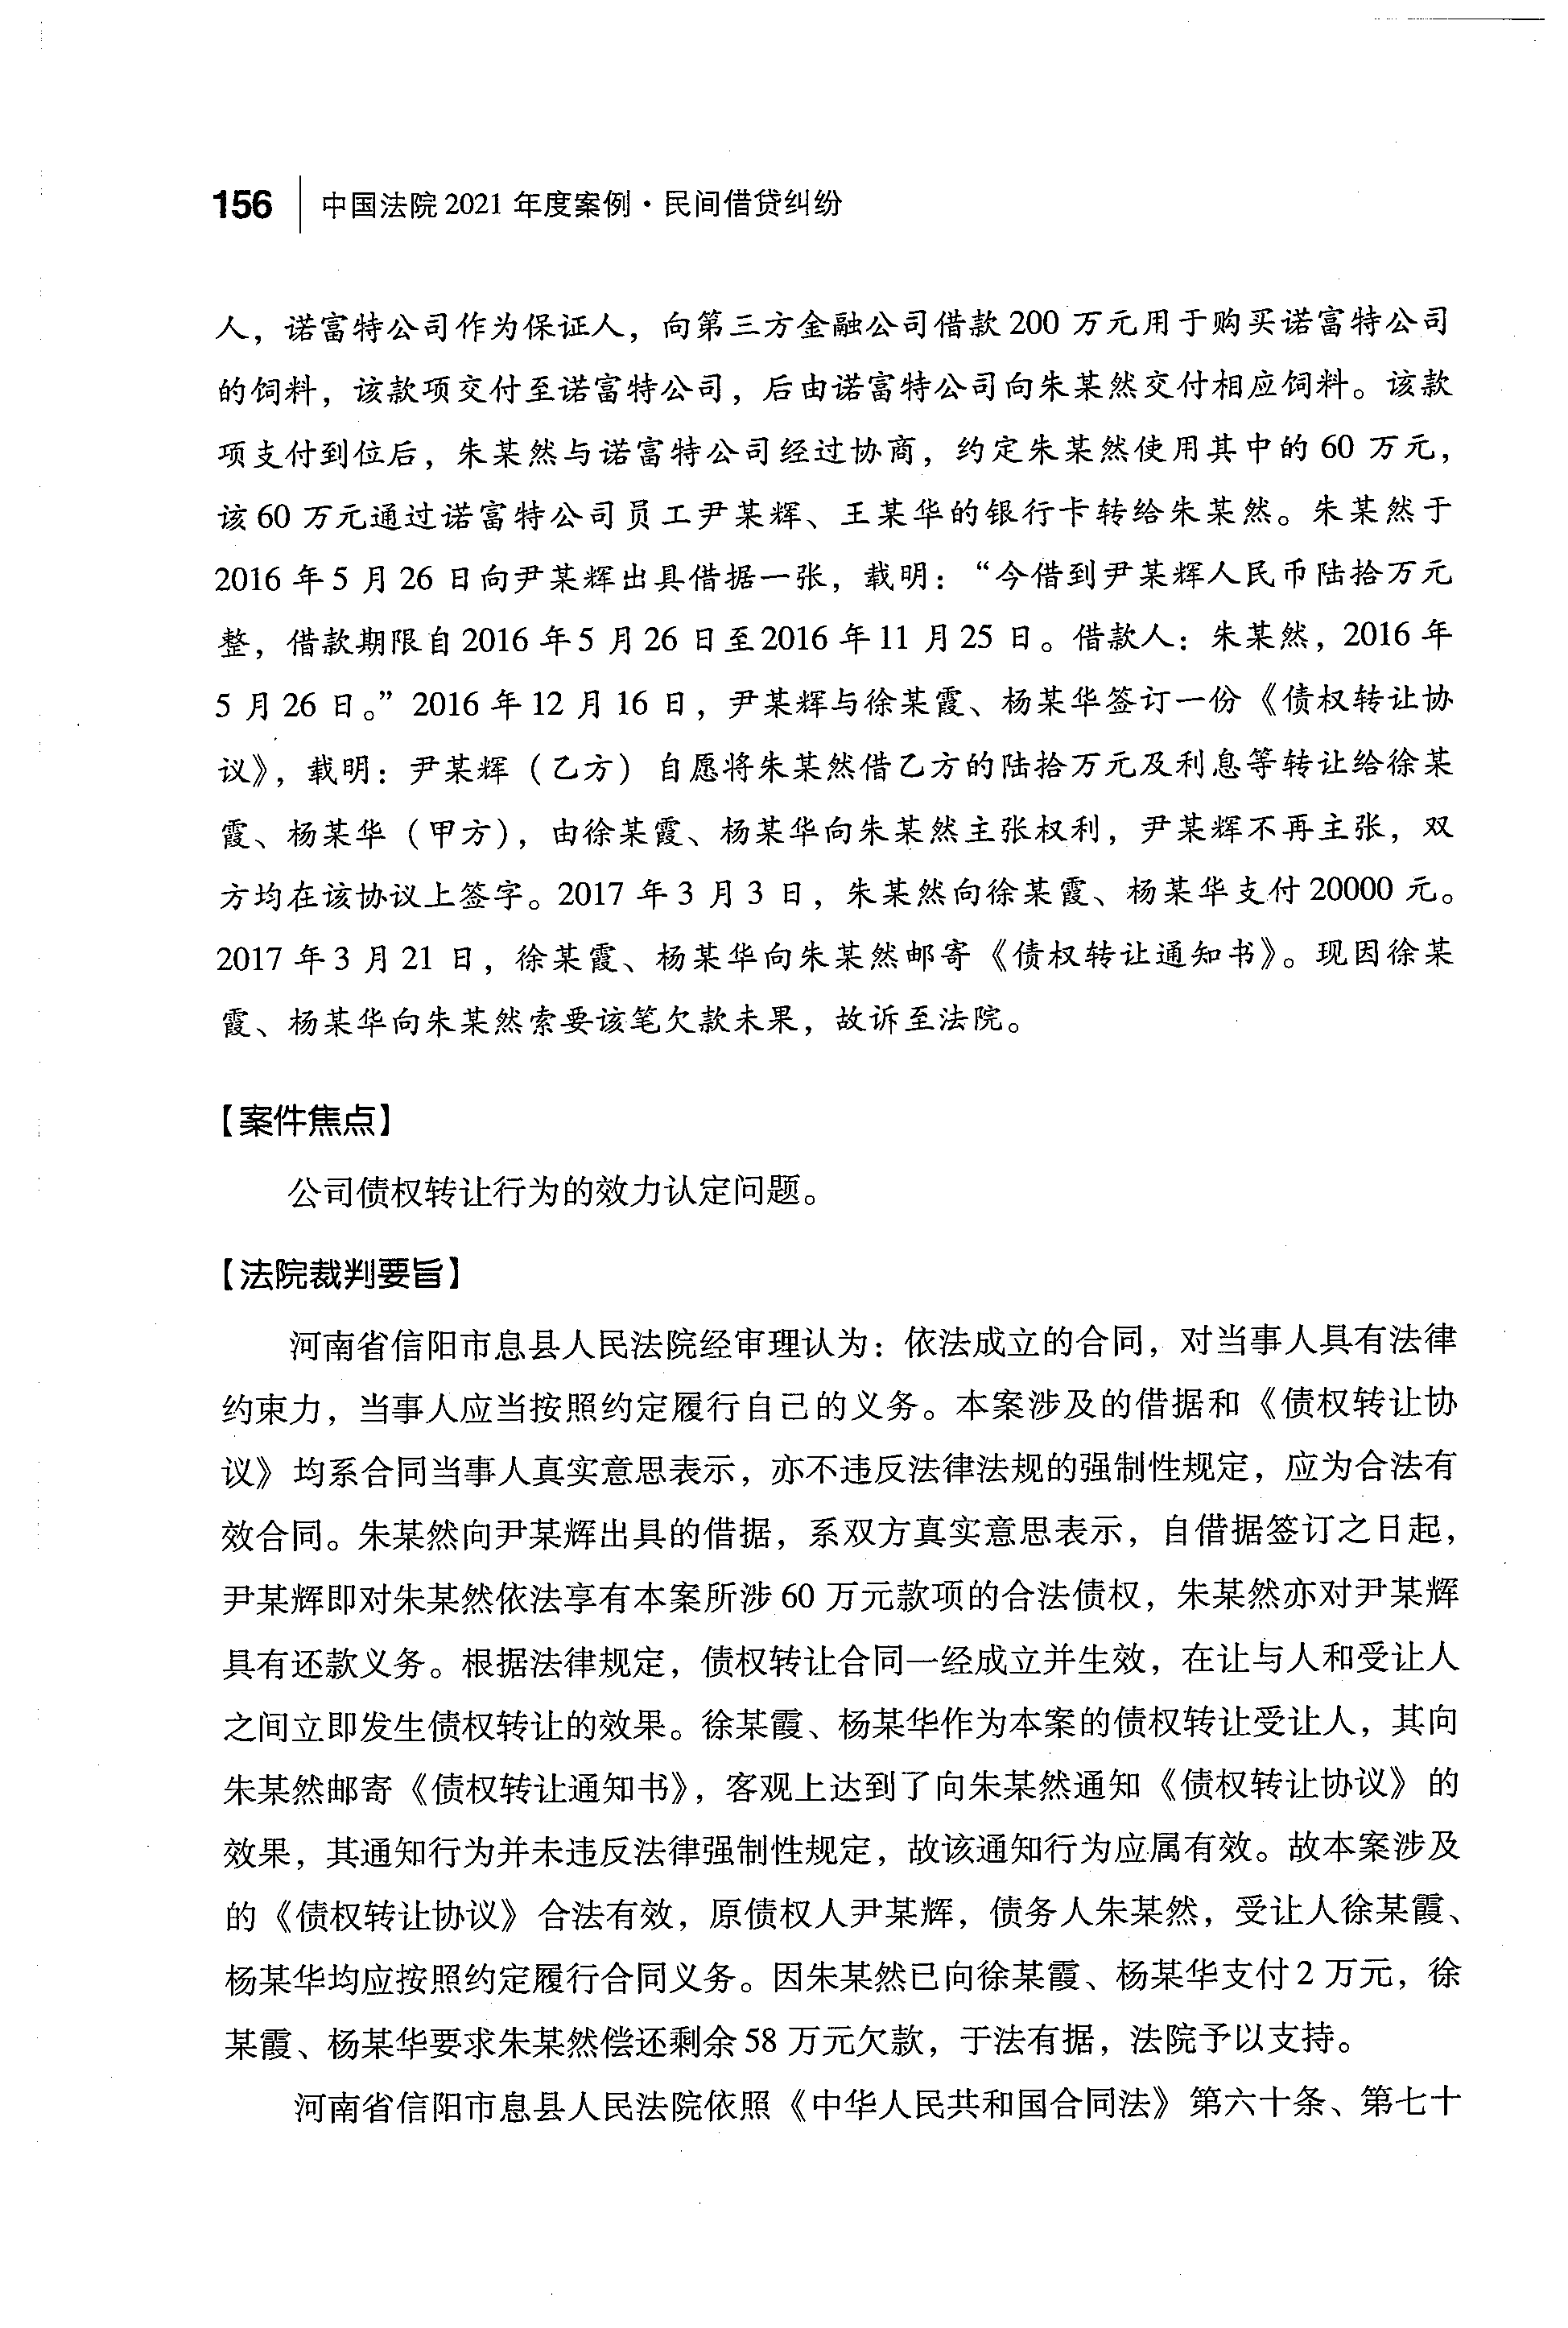 156 中国法院2021年度案例·民间借贷纠纷
人，诺富特公司作为保证人，向第三方金融公司借款200万元用于购买诺富特公司
的饲料，该款项交付至诺富特公司，后由诺富特公司向朱某然交付相应饲料。该款
项支付到位后，朱某然与诺富特公司经过协商，约定朱某然使用其中的60万元，
该60万元通过诺富特公司员工尹某辉、王某华的银行卡转给朱某然。朱某然于
2016年5月26日向尹某辉出具借据一张，载明：“今借到尹某辉人民币陆拾万元
整，借款期限自2016年5月26日至2016年11月25日。借款人：朱某然，2016年
5月26日。”2016年12月16日，尹某辉与徐某霞、杨某华签订一份《债权转让协
议》，载明：尹某辉（乙方）自愿将朱某然借乙方的陆拾万元及利息等转让给徐某
霞、杨某华（甲方），由徐某霞、杨某华向朱某然主张权利，尹某辉不再主张，双
方均在该协议上签字。2017年3月3日，朱某然向徐某霞、杨某华支付20000元。
2017年3月21日，徐某霞、杨某华向朱某然邮寄《债权转让通知书》。现因徐某
霞、杨某华向朱某然索要该笔欠款未果，故诉至法院。
【案件焦点】
公司债权转让行为的效力认定问题。
【法院裁判要旨】
河南省信阳市息县人民法院经审理认为：依法成立的合同，对当事人具有法律
约束力，当事人应当按照约定履行自己的义务。本案涉及的借据和《债权转让协
议》均系合同当事人真实意思表示，亦不违反法律法规的强制性规定，应为合法有
效合同。朱某然向尹某辉出具的借据，系双方真实意思表示，自借据签订之日起，
尹某辉即对朱某然依法享有本案所涉60万元款项的合法债权，朱某然亦对尹某辉
具有还款义务。根据法律规定，债权转让合同一经成立并生效，在让与人和受让人
之间立即发生债权转让的效果。徐某霞、杨某华作为本案的债权转让受让人，其向
朱某然邮寄《债权转让通知书》，客观上达到了向朱某然通知《债权转让协议》的
效果，其通知行为并未违反法律强制性规定，故该通知行为应属有效。故本案涉及
的《债权转让协议》合法有效，原债权人尹某辉，债务人朱某然，受让人徐某霞、
杨某华均应按照约定履行合同义务。因朱某然已向徐某霞、杨某华支付2万元，徐
某霞、杨某华要求朱某然偿还剩余58万元欠款，于法有据，法院予以支持。
河南省信阳市息县人民法院依照《中华人民共和国合同法》第六十条、第七十